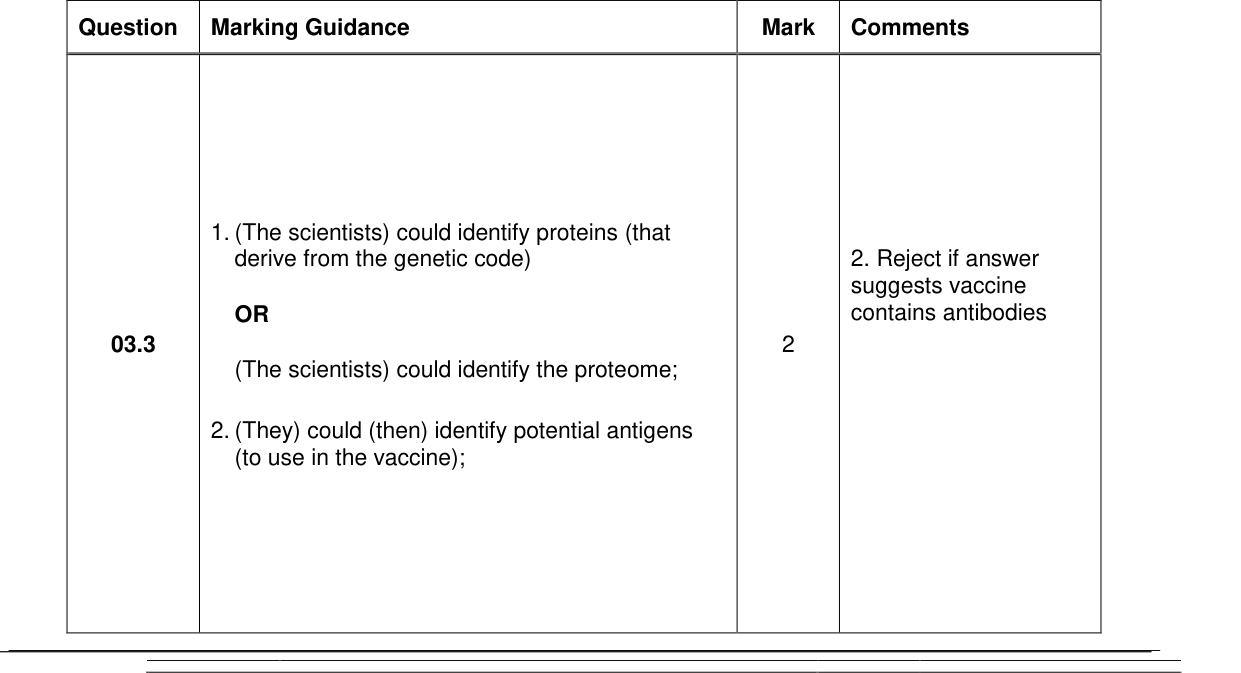 Question Marking Guidance Mark Comments
1. (The scientists) could identify proteins (that
derive from the genetic code)
OR
(The scientists) could identify the proteome;
2. (They) could (then) identify potential antigens
(to use in the vaccine);
03.3
2
2. Reject if answer
suggests vaccine
contains antibodies